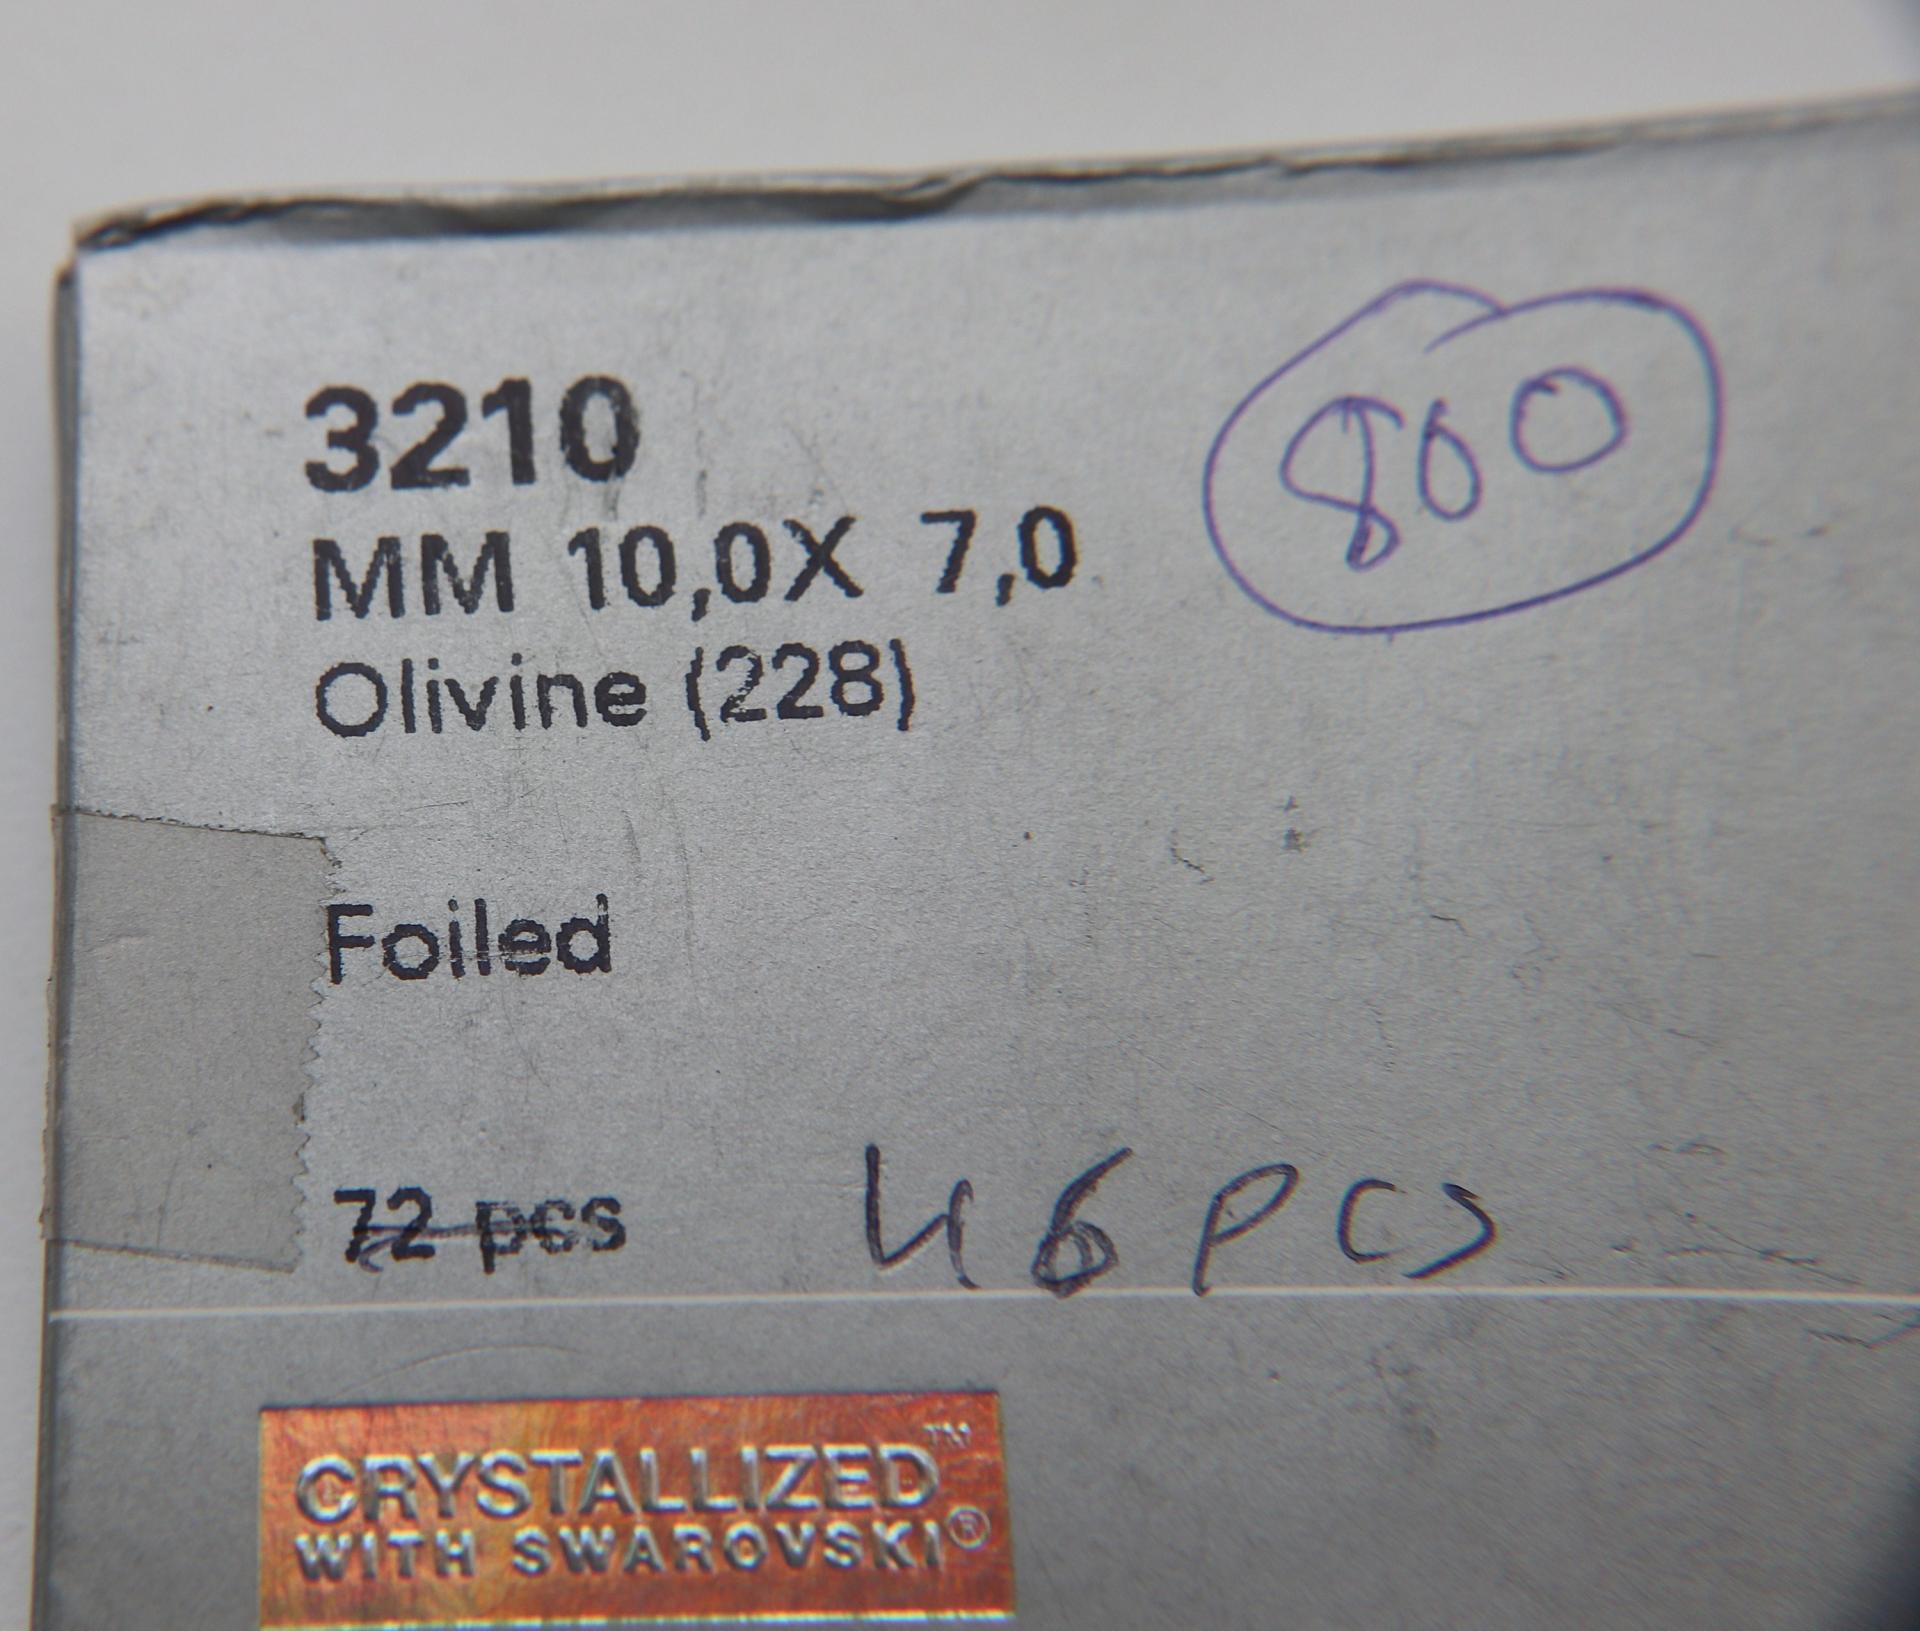 3210
800
MM 10,0X 7,0
Olivine (228)
Foiled
72 pcs 46 PCS
CRYSTALLIZED™
WITH SWAROVSKI®